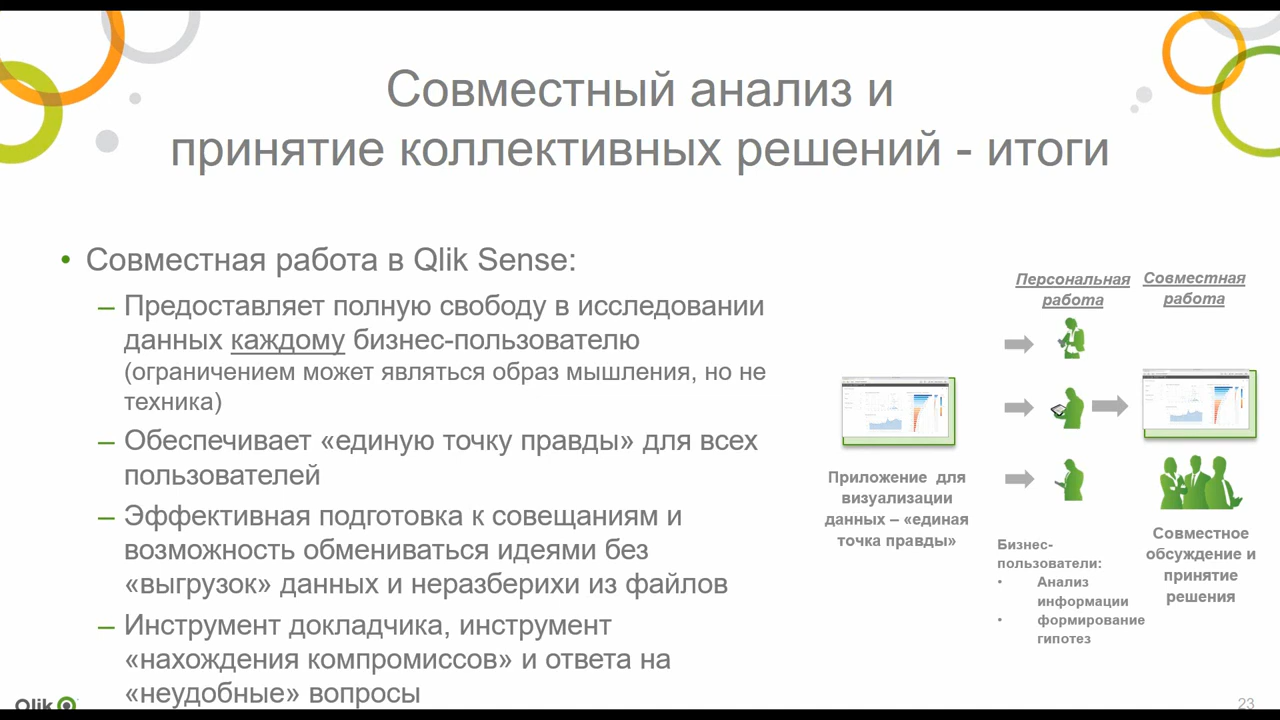 Совместный анализ и
принятие коллективных решений - итоги
• Совместная работа в Qlik Sense:
– Предоставляет полную свободу в исследовании
данных каждому бизнес-пользователю
(ограничением может являться образ мышления, но не
техника)
– Обеспечивает «единую точку правды» для всех
пользователей
– Эффективная подготовка к совещаниям и
возможность обмениваться идеями без
«выгрузок» данных и неразберихи из файлов
– Инструмент докладчика, инструмент
«нахождения компромиссов» и ответа на
«неудобные» вопросы
Приложение для
визуализации
данных – «единая
точка правды»
Персональная
работа
Бизнес-
пользователи:
• Анализ
информации
• формирование
гипотез
Совместная
работа
Совместное
обсуждение и
принятие
решения
Qlik
23